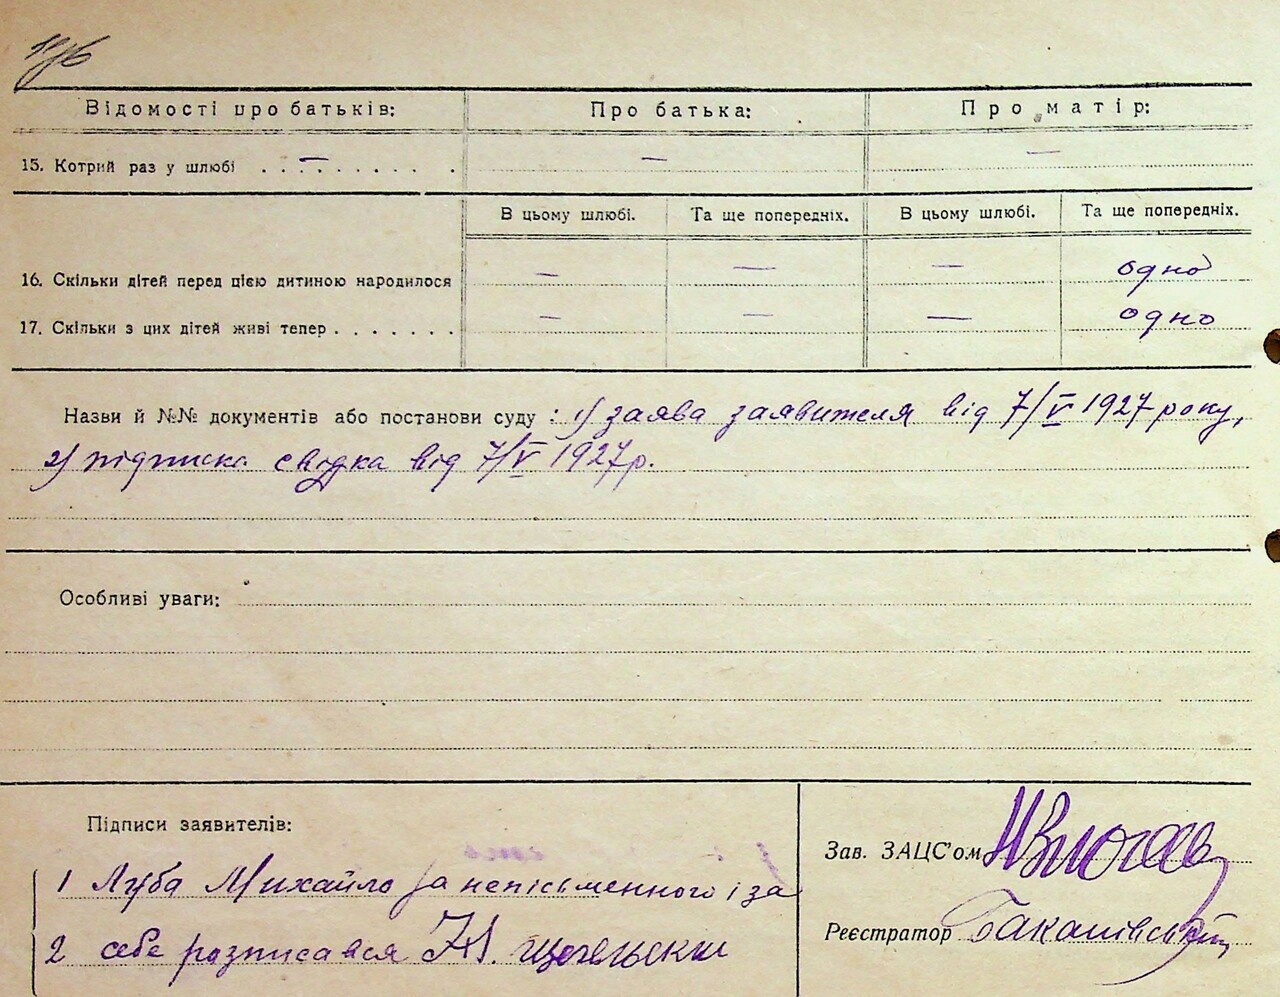 Відомості про батьків: Про батька: Про матір:
15. Котрий раз у шлюбі . . . . . . . . . — — —
В цьому шлюбі. Та ще попередніх. В цьому шлюбі. Та ще попередніх.
16. Скільки дітей перед цією дитиною народилося — — — одно
17. Скільки з цих дітей живі тепер . . . . . . . — — — одно
Назви й №№ документів або постанови суду : 1) заява заявителя від 7/V 1927 року,
2) підписка свідка від 7/V 1927 р.
Особливі уваги:
Підписи заявителів:
Зав. ЗАЦС'ом
1 Луба Михайло За неписьменного і за
Реєстратор
2 себе розписався